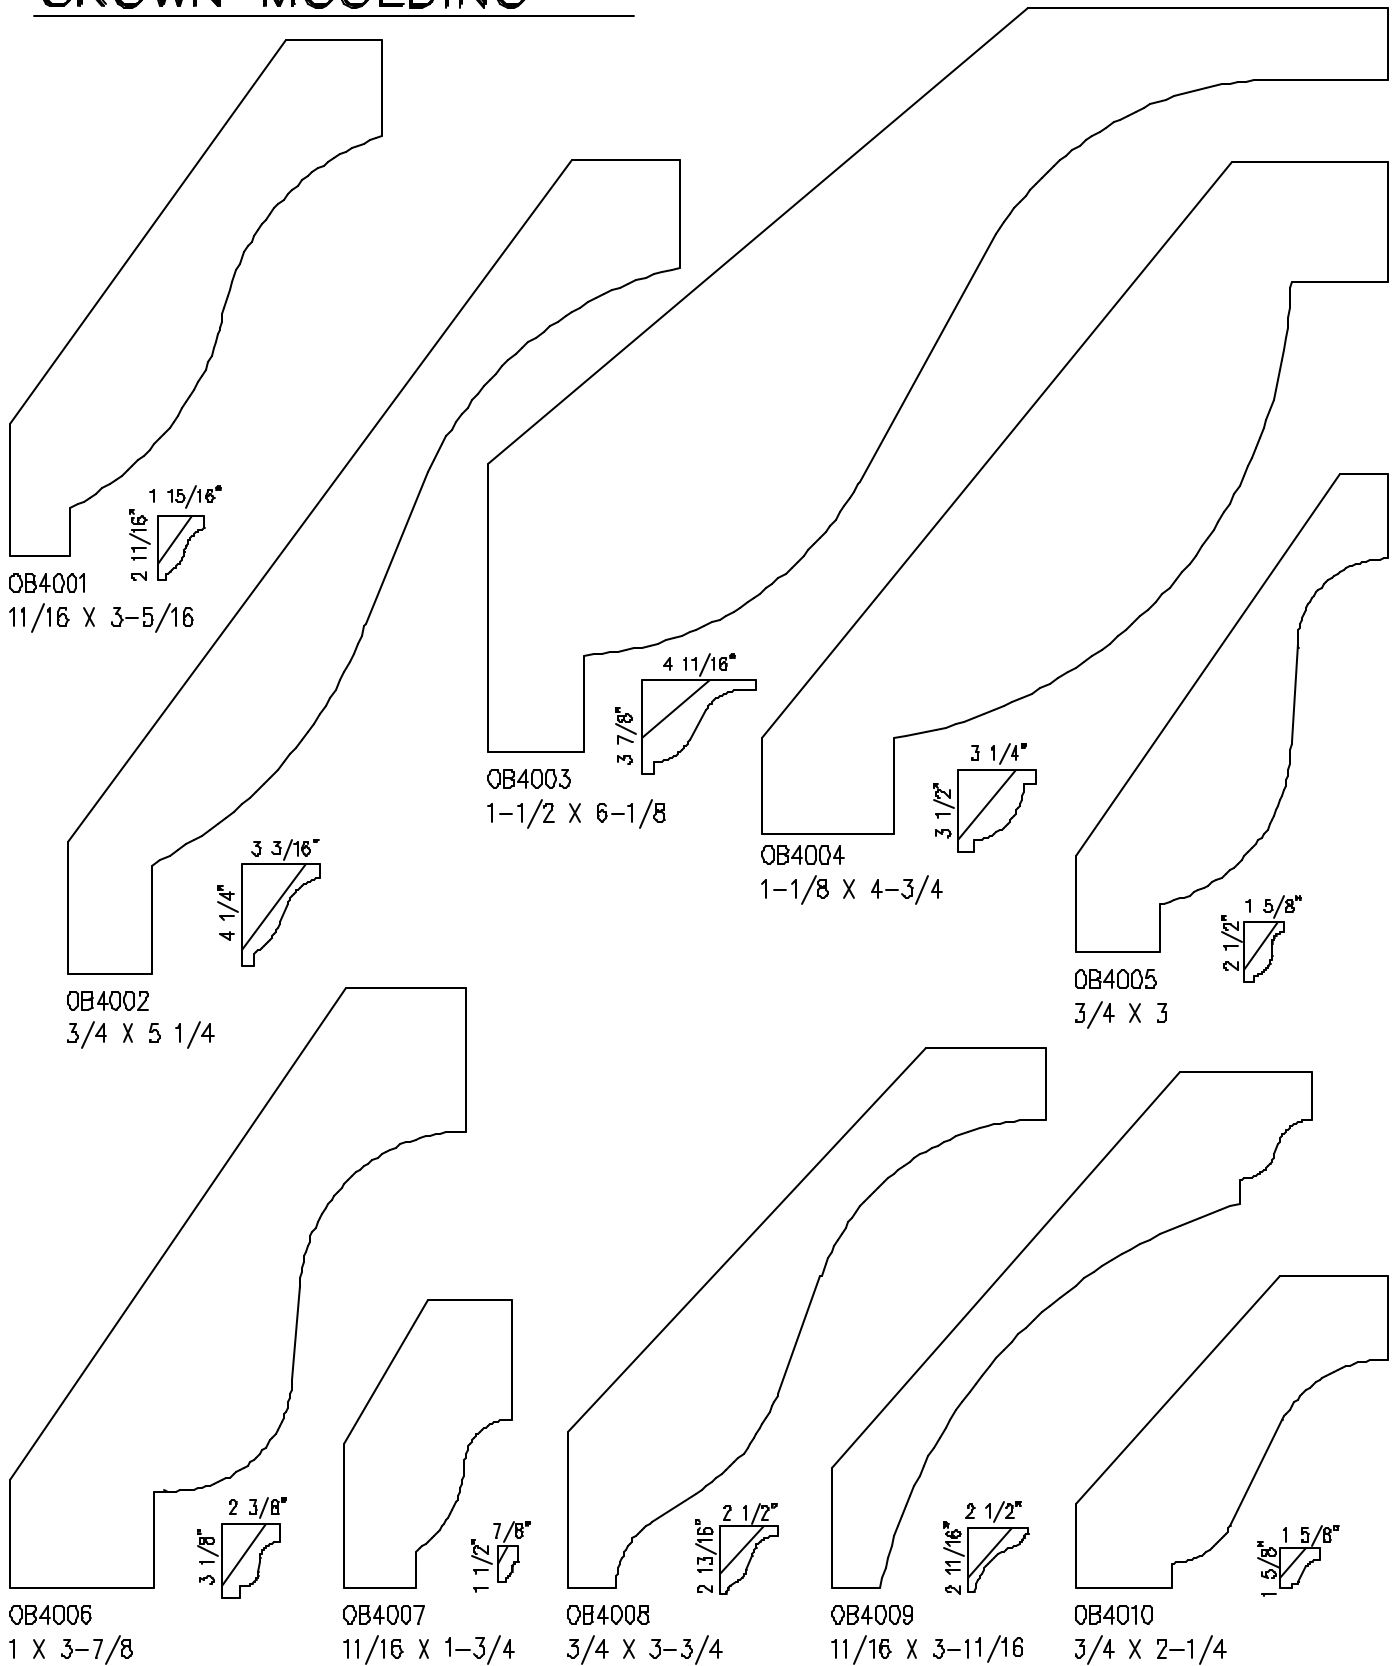 CROWN MOULDING
1 15/16"
2 11/16"
OB4001
11/16 X 3-5/16
4 11/16"
3 7/8"
OB4003
1-1/2 X 6-1/8
3 1/4"
3 1/2"
OB4004
1-1/8 X 4-3/4
3 3/16"
4 1/4"
OB4002
3/4 X 5 1/4
1 5/8"
2 1/2"
OB4005
3/4 X 3
2 3/8"
3 1/8"
OB4006
1 X 3-7/8
7/8"
1 1/2"
OB4007
11/16 X 1-3/4
2 1/2"
2 13/16"
OB4008
3/4 X 3-3/4
2 1/2"
2 11/16"
OB4009
11/16 X 3-11/16
1 5/8"
1 5/8"
OB4010
3/4 X 2-1/4